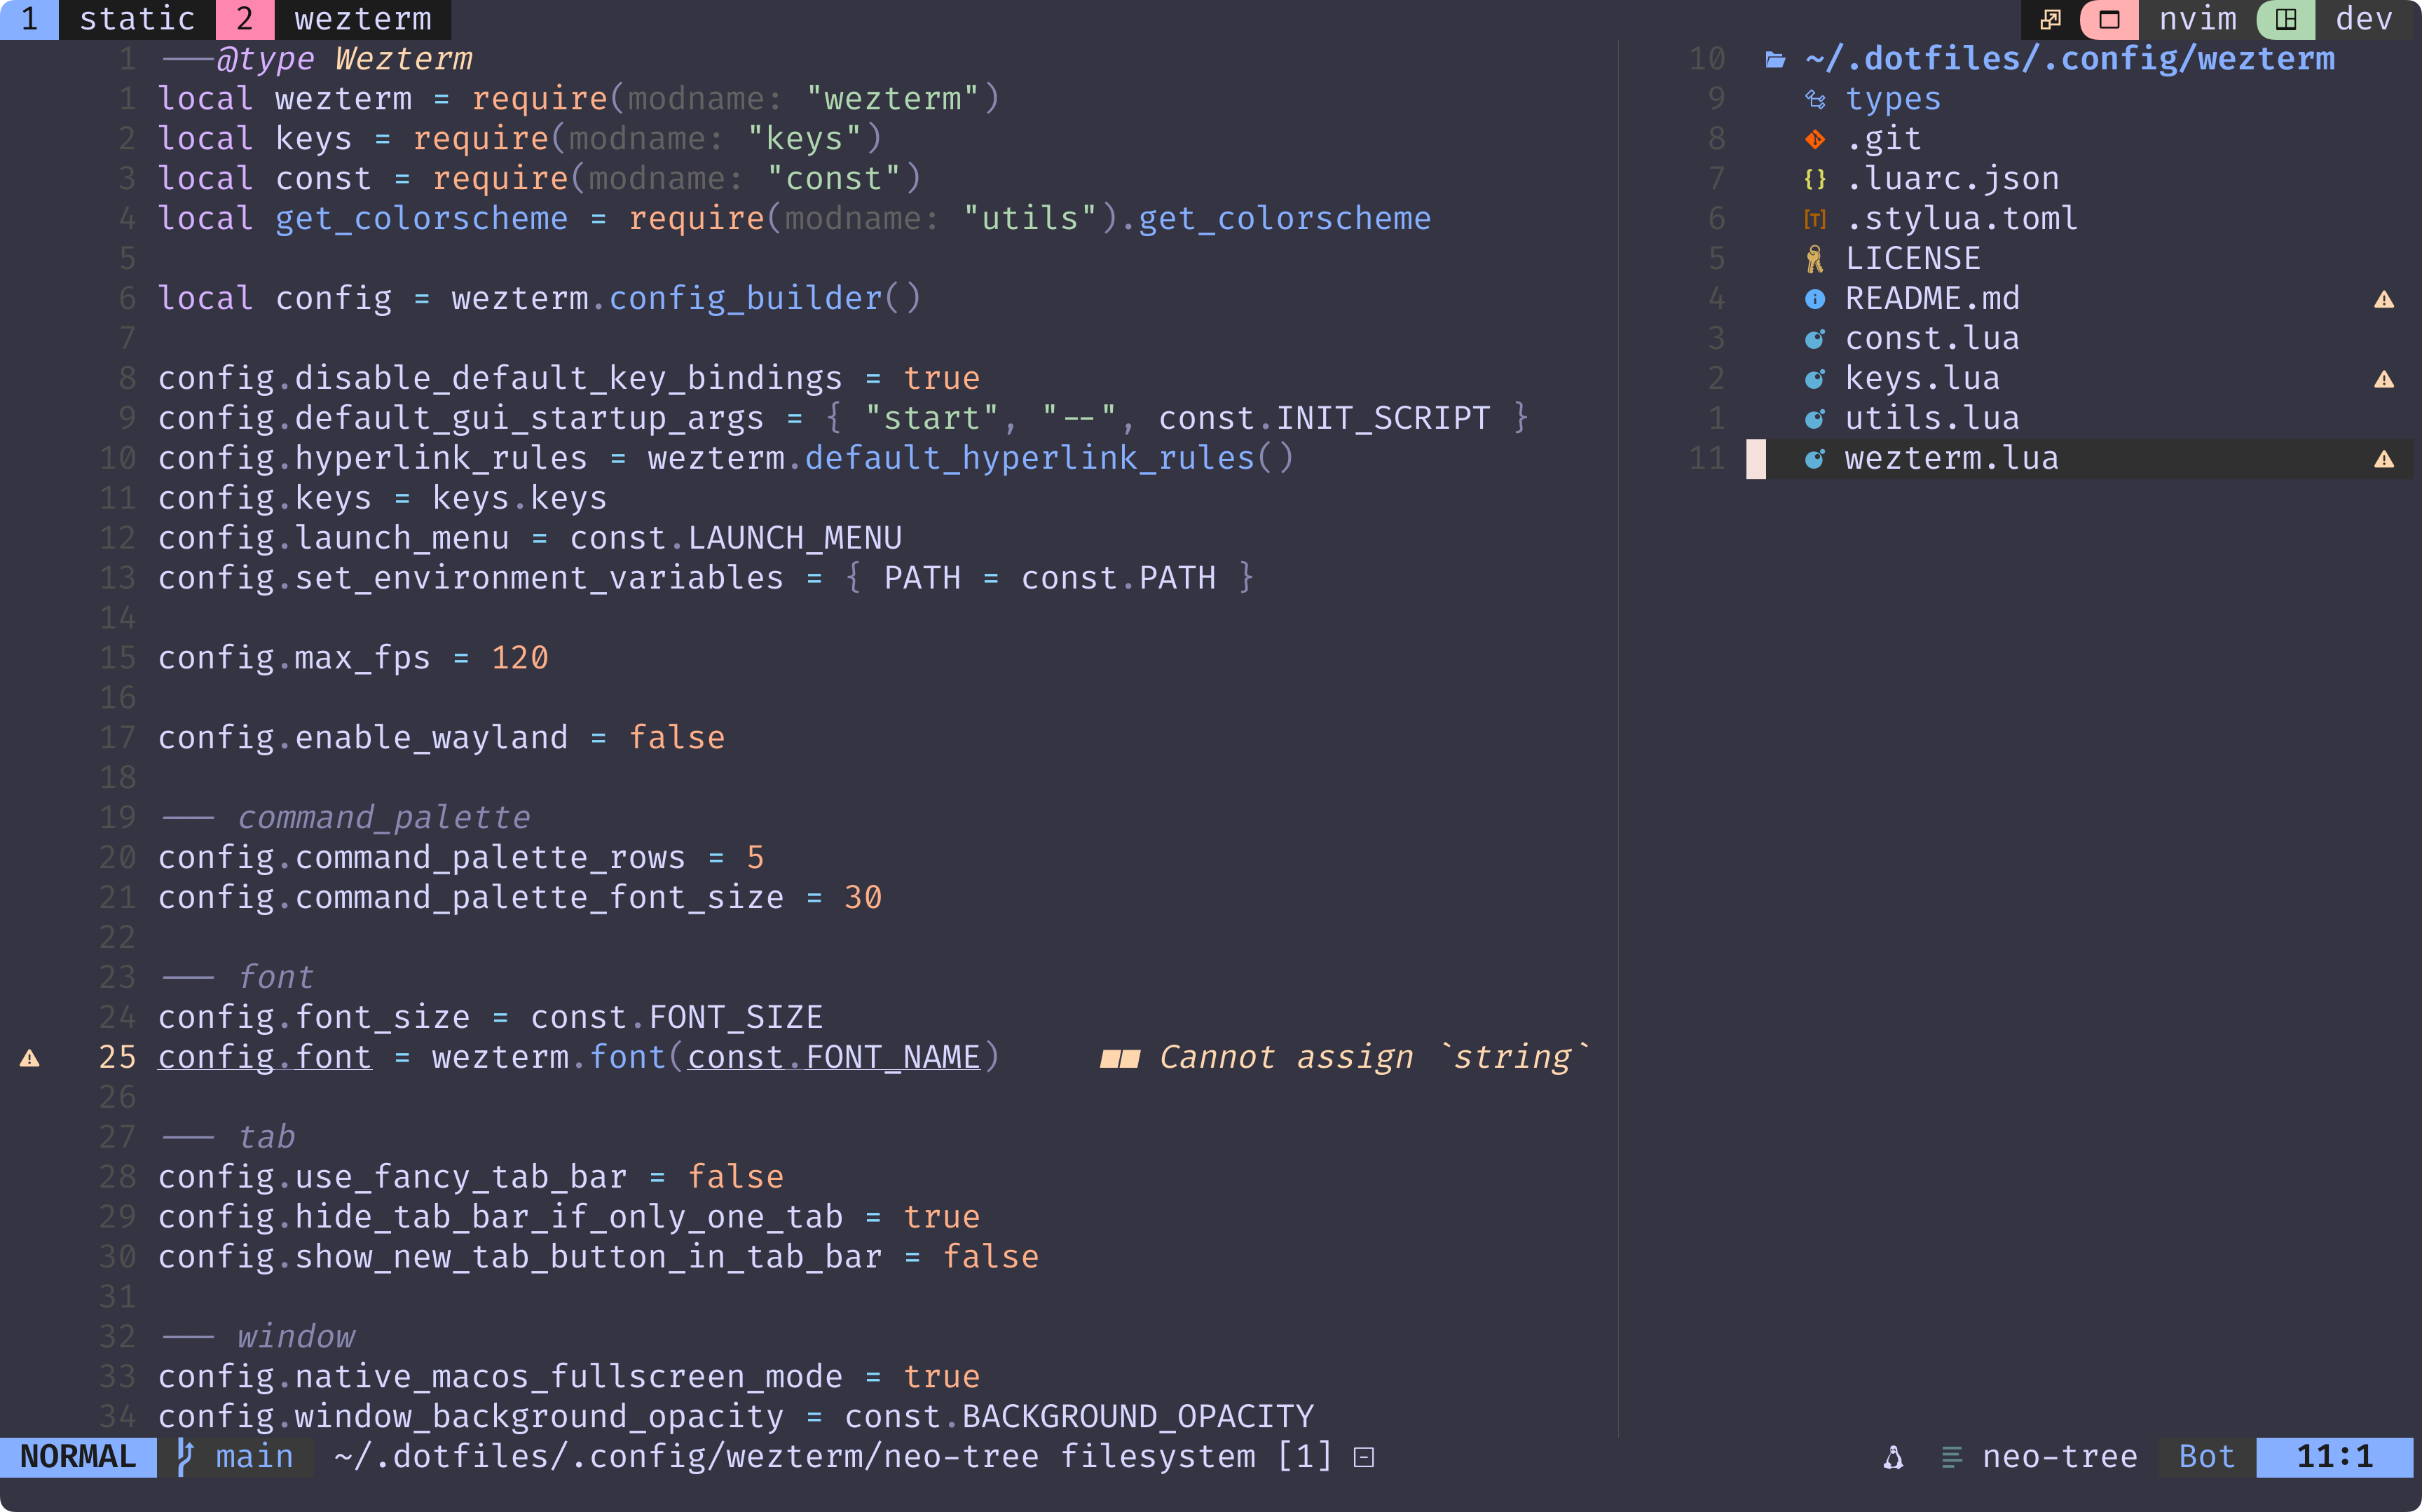 1 static 2 wezterm nvim dev
1 ---@type Wezterm
1 local wezterm = require(modname: "wezterm")
2 local keys = require(modname: "keys")
3 local const = require(modname: "const")
4 local get_colorscheme = require(modname: "utils").get_colorscheme
5
6 local config = wezterm.config_builder()
7
8 config.disable_default_key_bindings = true
9 config.default_gui_startup_args = { "start", "--", const.INIT_SCRIPT }
10 config.hyperlink_rules = wezterm.default_hyperlink_rules()
11 config.keys = keys.keys
12 config.launch_menu = const.LAUNCH_MENU
13 config.set_environment_variables = { PATH = const.PATH }
14
15 config.max_fps = 120
16
17 config.enable_wayland = false
18
19 --- command_palette
20 config.command_palette_rows = 5
21 config.command_palette_font_size = 30
22
23 --- font
24 config.font_size = const.FONT_SIZE
25 config.font = wezterm.font(const.FONT_NAME) ■■ Cannot assign `string`
26
27 --- tab
28 config.use_fancy_tab_bar = false
29 config.hide_tab_bar_if_only_one_tab = true
30 config.show_new_tab_button_in_tab_bar = false
31
32 --- window
33 config.native_macos_fullscreen_mode = true
34 config.window_background_opacity = const.BACKGROUND_OPACITY
10 ~/.dotfiles/.config/wezterm
9 types
8 .git
7 {} .luarc.json
6 [T] .stylua.toml
5 LICENSE
4 README.md
3 const.lua
2 keys.lua
1 utils.lua
11 wezterm.lua
NORMAL main ~/.dotfiles/.config/wezterm/neo-tree filesystem [1] neo-tree Bot 11:1